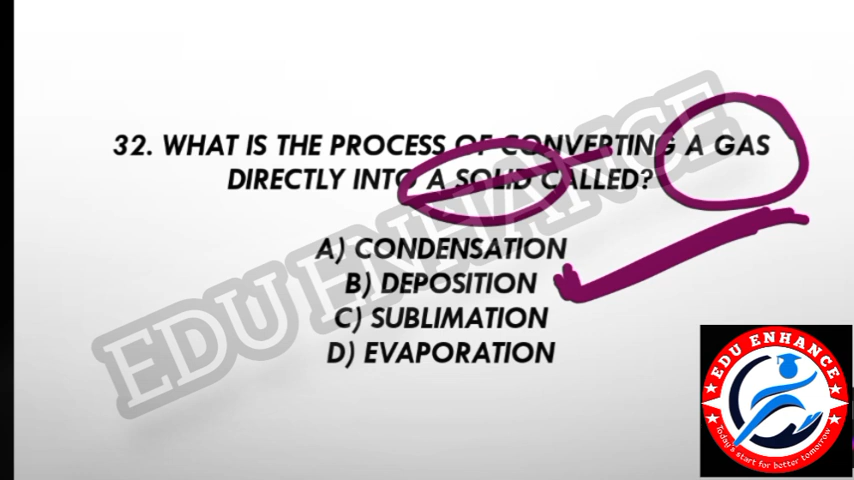 32. WHAT IS THE PROCESS OF CONVERTING A GAS
DIRECTLY INTO A SOLID CALLED?
A) CONDENSATION
B) DEPOSITION
C) SUBLIMATION
D) EVAPORATION
EDU ENHANCE
EDU ENHANCE
Today's start for better tomorrow